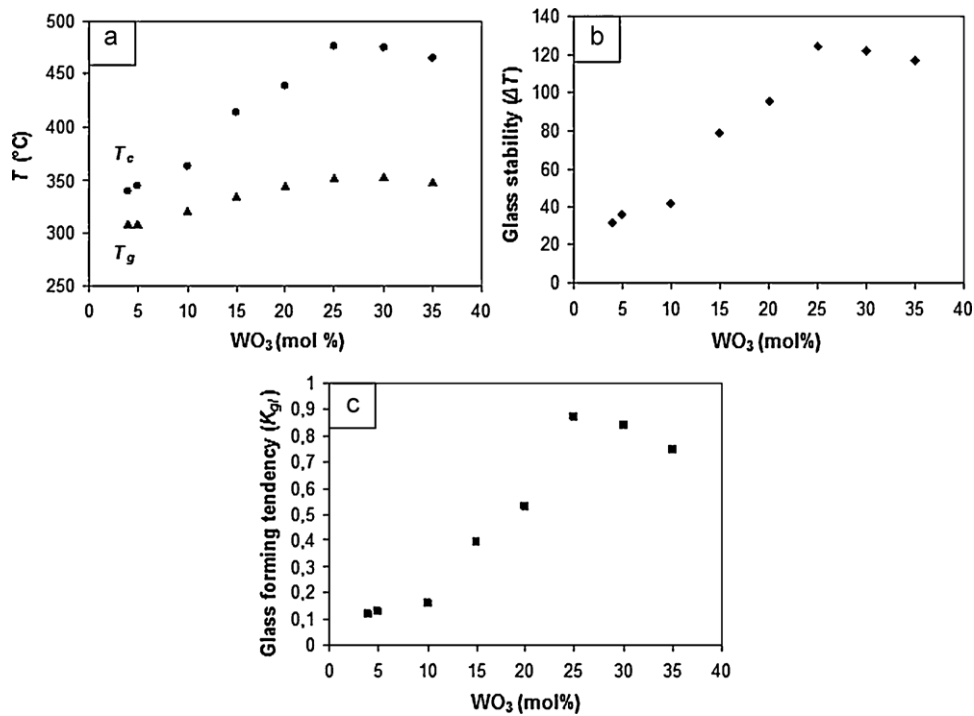 a
500
450
400
350
300
250
T (°C)
Tc
Tg
0 5 10 15 20 25 30 35 40
WO₃ (mol %)
b
140
120
100
80
60
40
20
0
Glass stability (ΔT)
0 5 10 15 20 25 30 35 40
WO₃ (mol%)
c
1
0,9
0,8
0,7
0,6
0,5
0,4
0,3
0,2
0,1
0
Glass forming tendency (Kgl)
0 5 10 15 20 25 30 35 40
WO₃ (mol%)